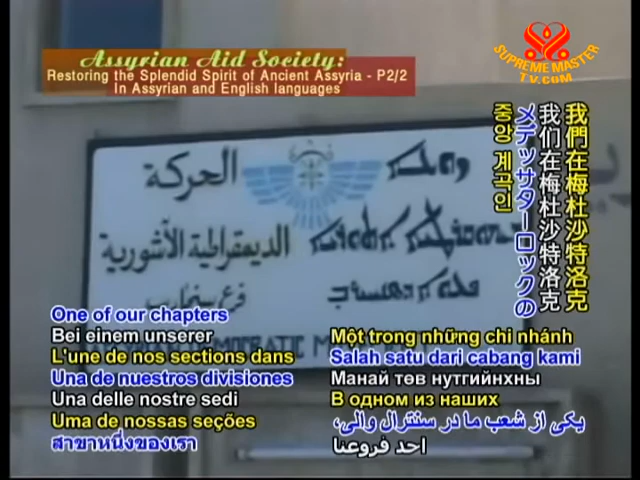 Assyrian Aid Society:
Restoring the Splendid Spirit of Ancient Assyria - P2/2
In Assyrian and English languages
SUPREME MASTER
TV.COM
我們在梅杜沙特洛克
我们在梅杜沙特洛克
メデッサターロックの
중앙 계곡인
الحركة
الديمقراطية الآشورية
فرع
One of our chapters
Bei einem unserer
L'une de nos sections dans
Una de nuestros divisiones
Una delle nostre sedi
Uma de nossas seções
สาขาหนึ่งของเรา
Một trong những chi nhánh
Salah satu dari cabang kami
Манай төв нутгийнхны
В одном из наших
یکی از شعب ما در سنترال والی،
احد فروعنا